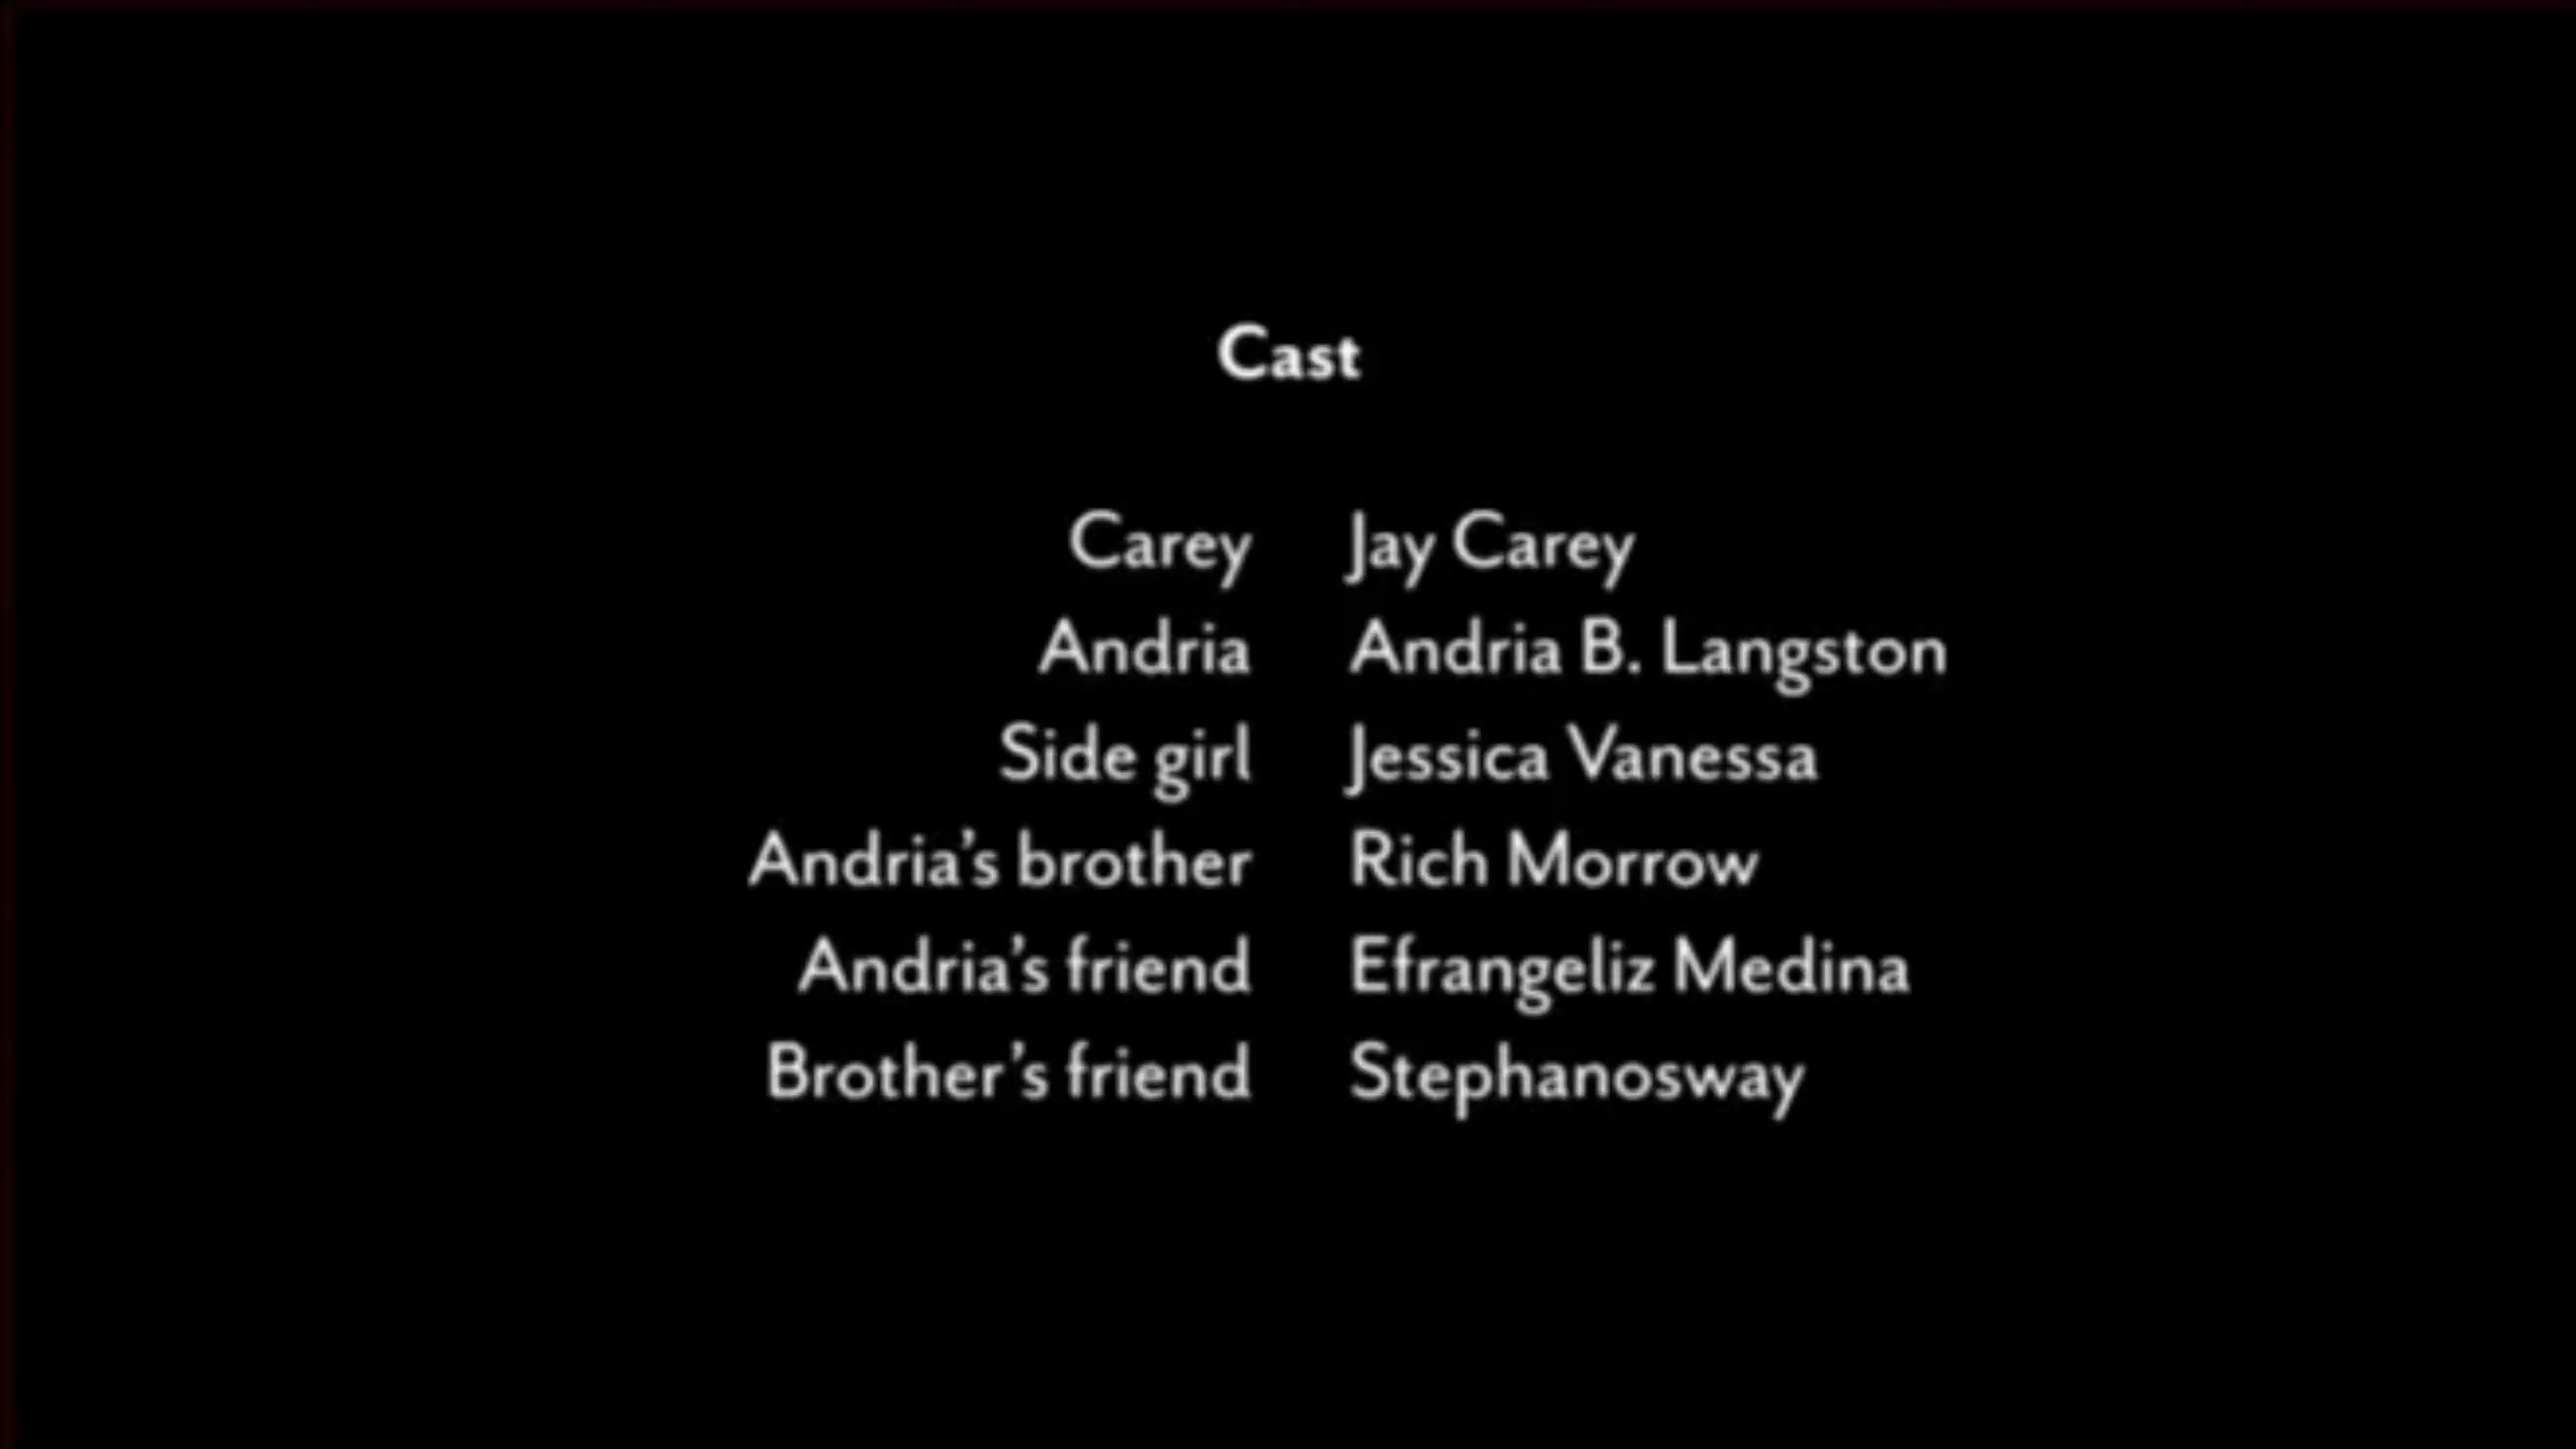 Cast
Carey Jay Carey
Andria Andria B. Langston
Side girl Jessica Vanessa
Andria’s brother Rich Morrow
Andria’s friend Efrangeliz Medina
Brother’s friend Stephanosway